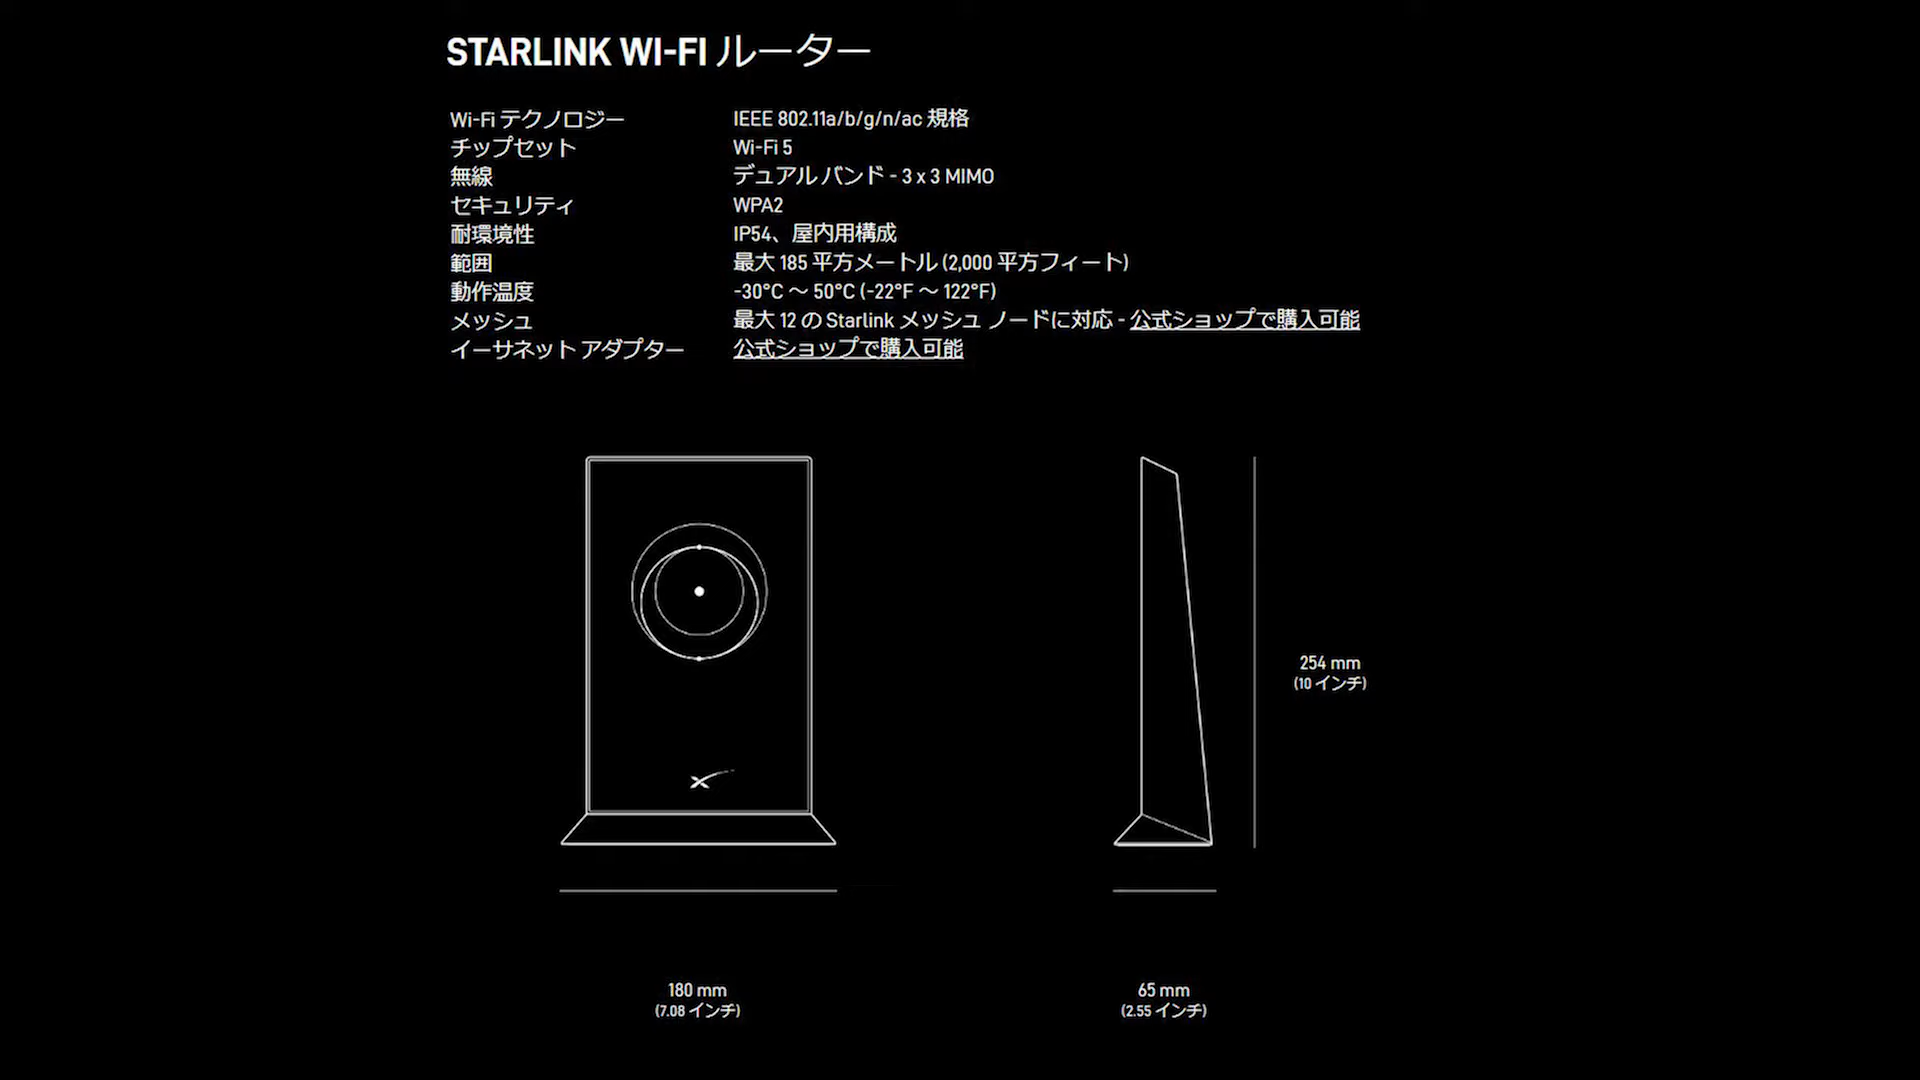 STARLINK WI-FI ルーター
Wi-Fi テクノロジー IEEE 802.11a/b/g/n/ac 規格
チップセット Wi-Fi 5
無線 デュアル バンド - 3 x 3 MIMO
セキュリティ WPA2
耐環境性 IP54、屋内用構成
範囲 最大 185 平方メートル (2,000 平方フィート)
動作温度 -30°C ～ 50°C (-22°F ～ 122°F)
メッシュ 最大 12 の Starlink メッシュ ノードに対応 - 公式ショップで購入可能
イーサネット アダプター 公式ショップで購入可能
254 mm
(10 インチ)
180 mm
(7.08 インチ)
65 mm
(2.55 インチ)